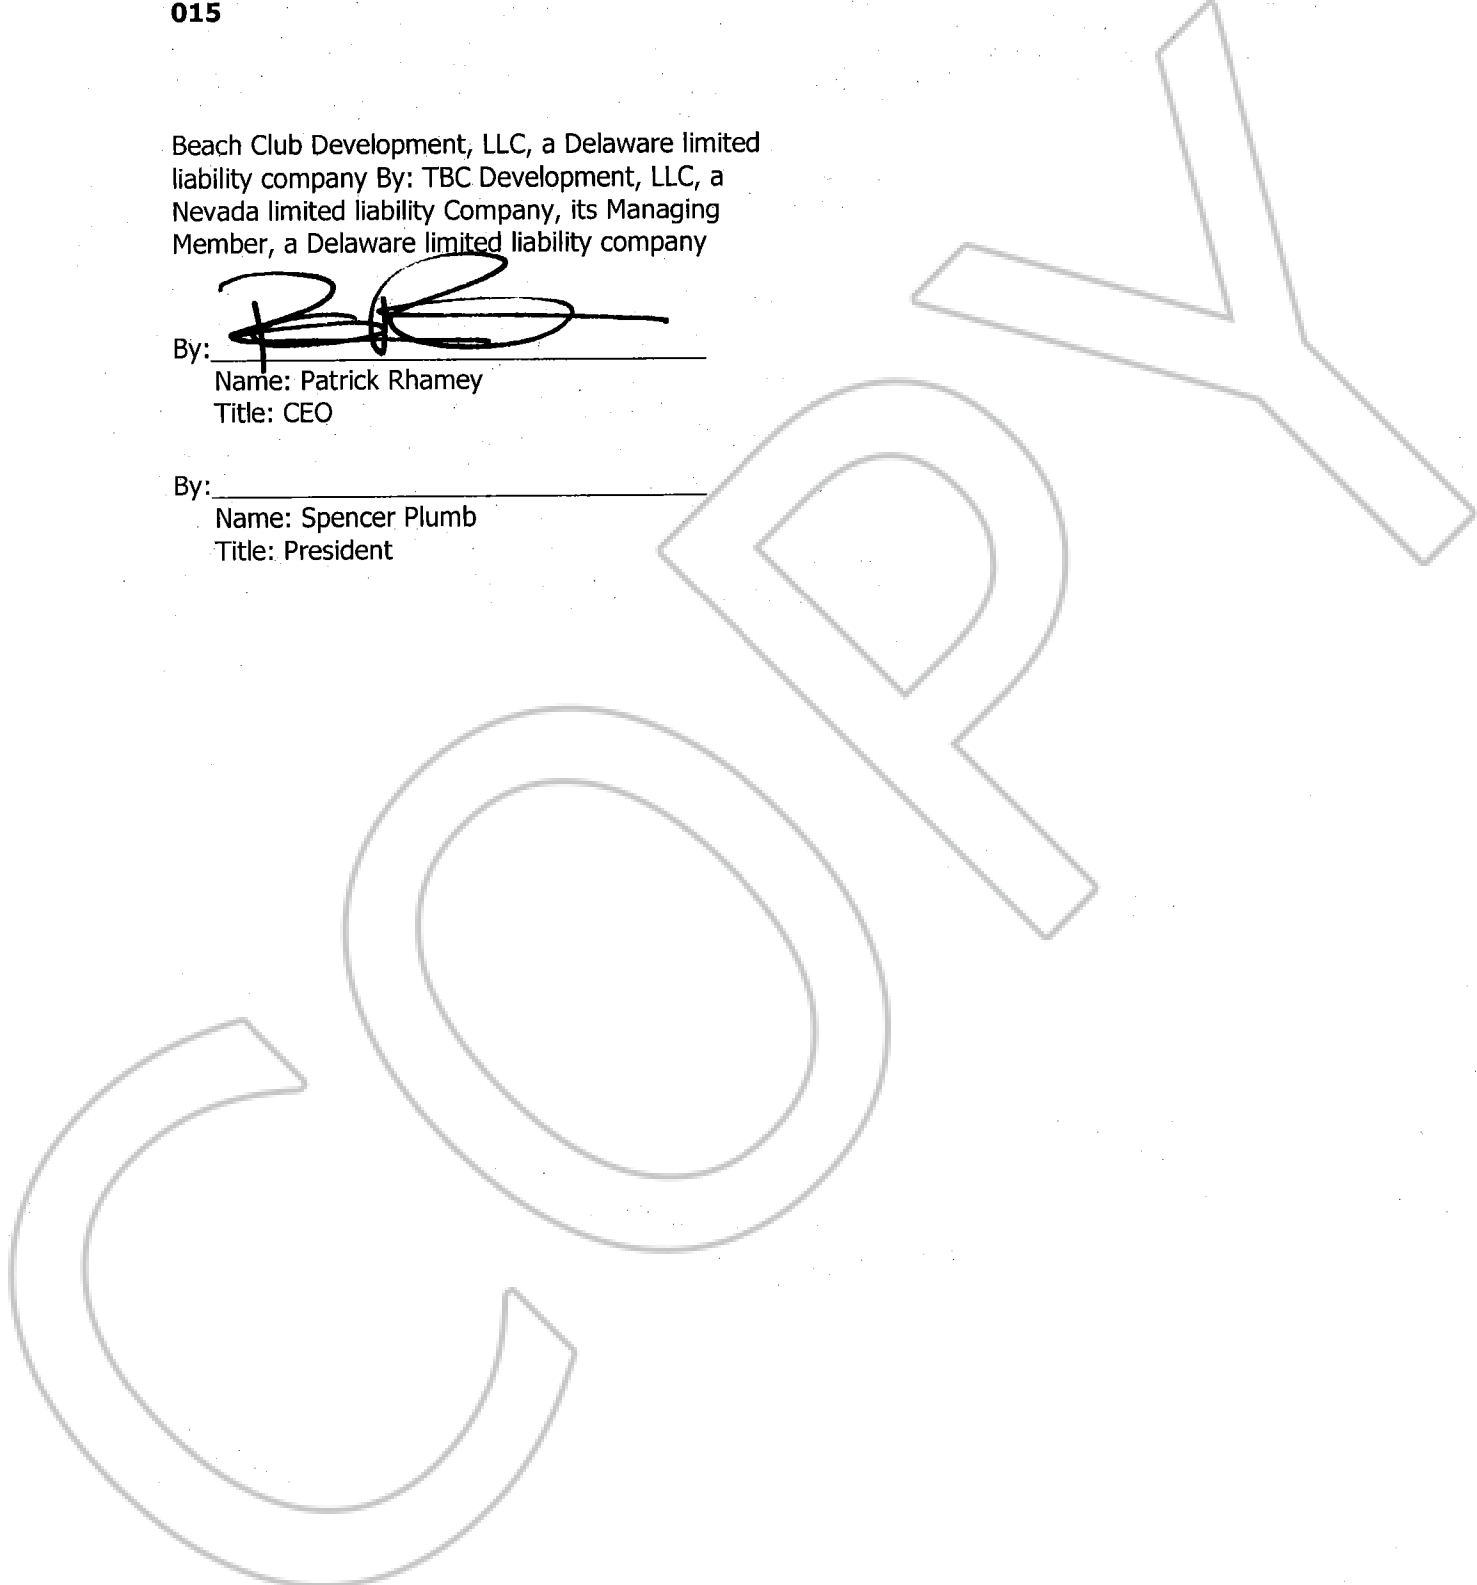 015
Beach Club Development, LLC, a Delaware limited
liability company By: TBC Development, LLC, a
Nevada limited liability Company, its Managing
Member, a Delaware limited liability company
By:
Name: Patrick Rhamey
Title: CEO
By:
Name: Spencer Plumb
Title: President
COPY